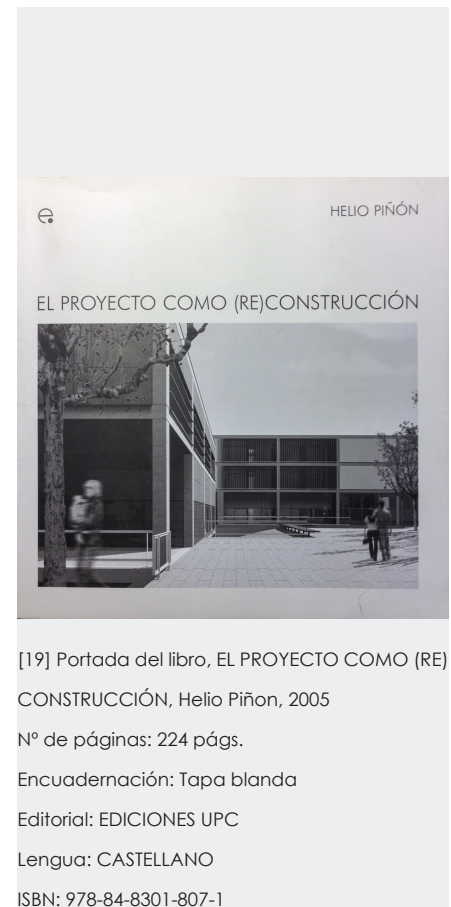 e.
HELIO PIÑÓN
EL PROYECTO COMO (RE)CONSTRUCCIÓN
[19] Portada del libro, EL PROYECTO COMO (RE)
CONSTRUCCIÓN, Helio Piñon, 2005
Nº de páginas: 224 págs.
Encuadernación: Tapa blanda
Editorial: EDICIONES UPC
Lengua: CASTELLANO
ISBN: 978-84-8301-807-1